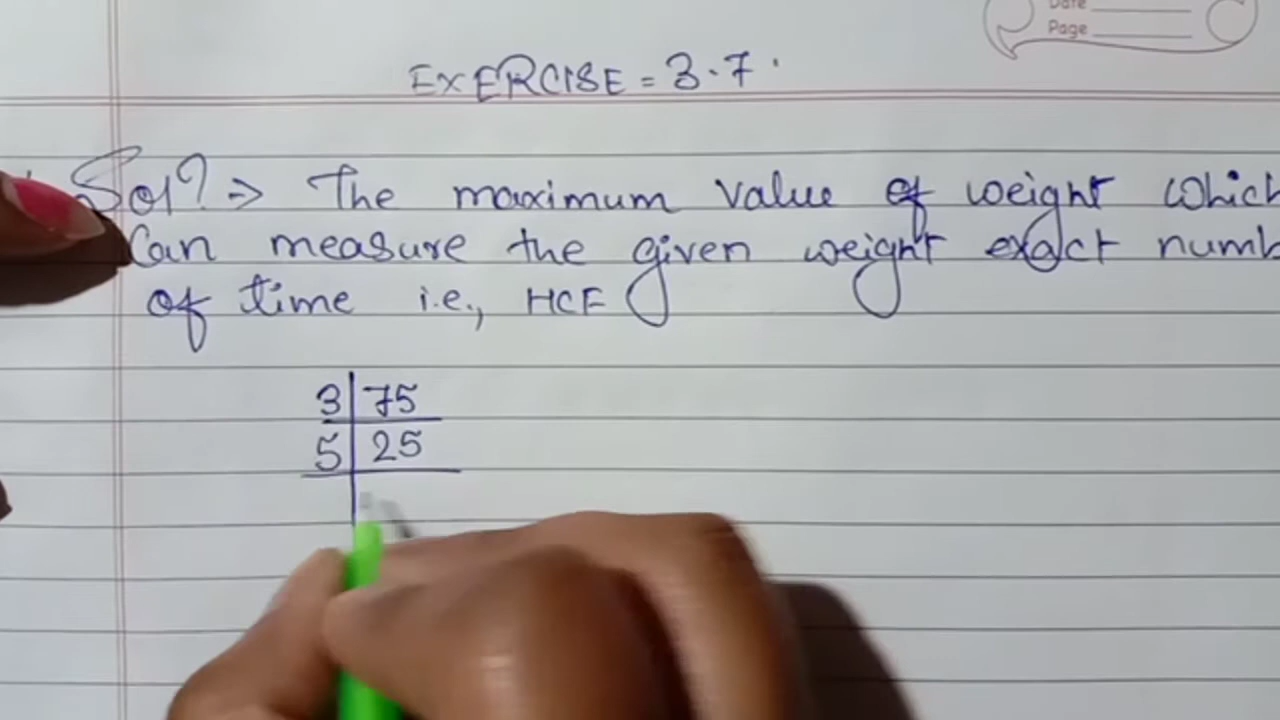 Date
Page
EXERCISE = 3.7.
Soln. => The maximum value of weight which
Can measure the given weight exact numb
of time i.e., HCF
3 75
5 25